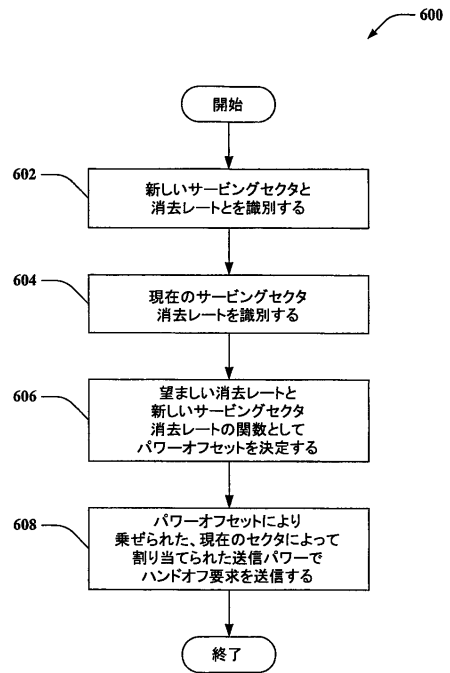 600
開始
602
新しいサービングセクタと
消去レートとを識別する
604
現在のサービングセクタ
消去レートを識別する
606
望ましい消去レートと
新しいサービングセクタ
消去レートの関数として
パワーオフセットを決定する
608
パワーオフセットにより
乗ぜられた、現在のセクタによって
割り当てられた送信パワーで
ハンドオフ要求を送信する
終了